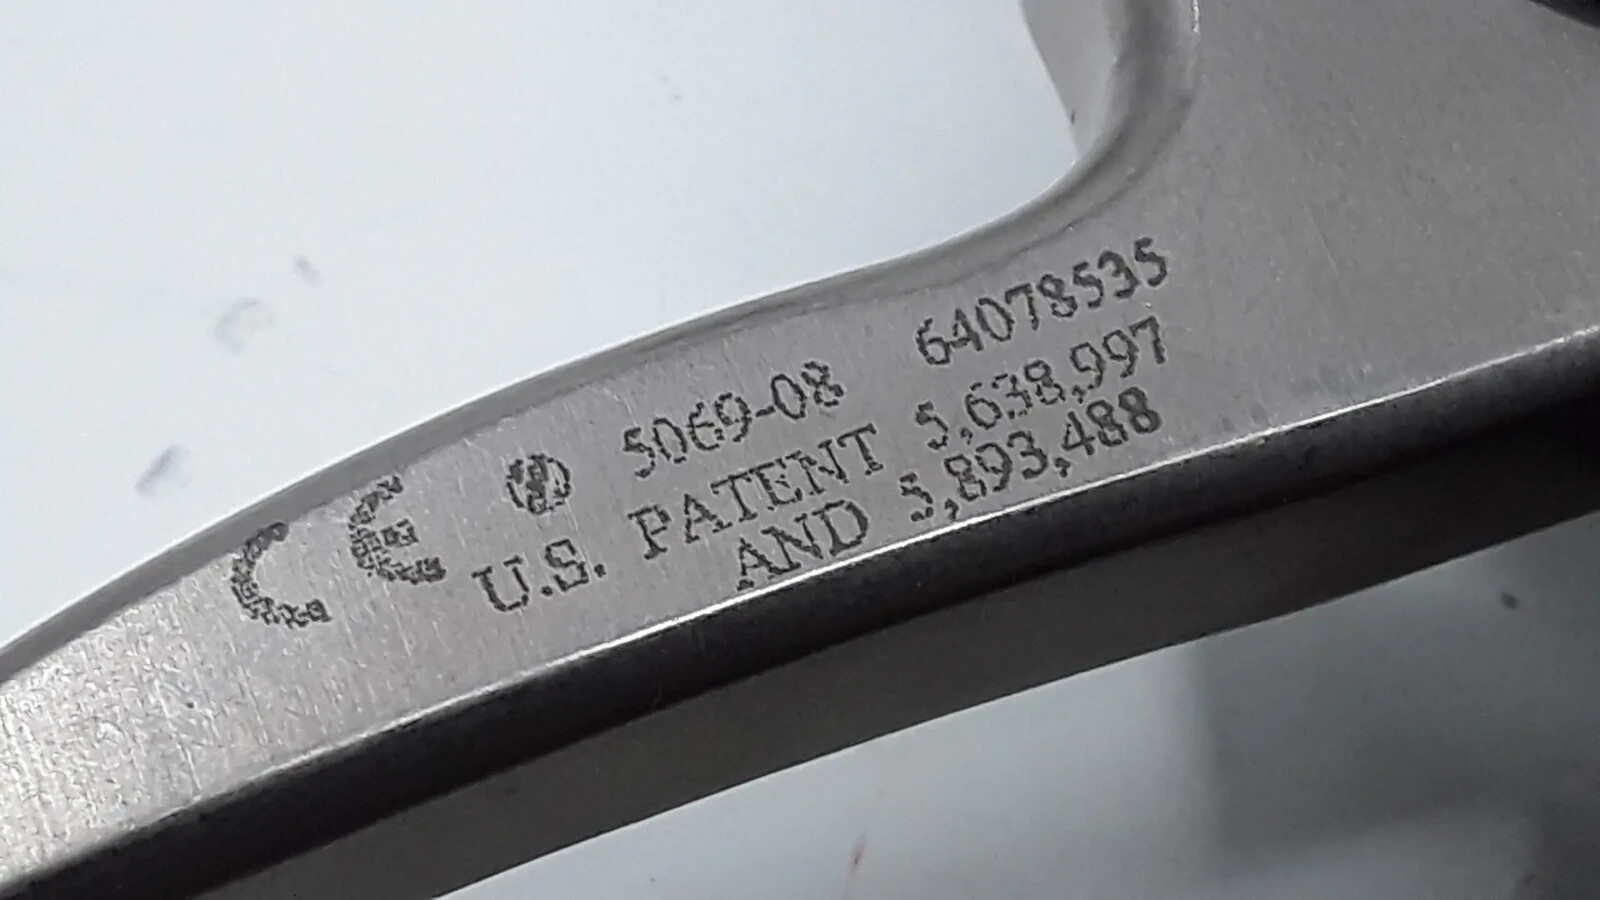 CE 5069-08 64078535
U.S. PATENT 5,638,997
AND 5,893,488